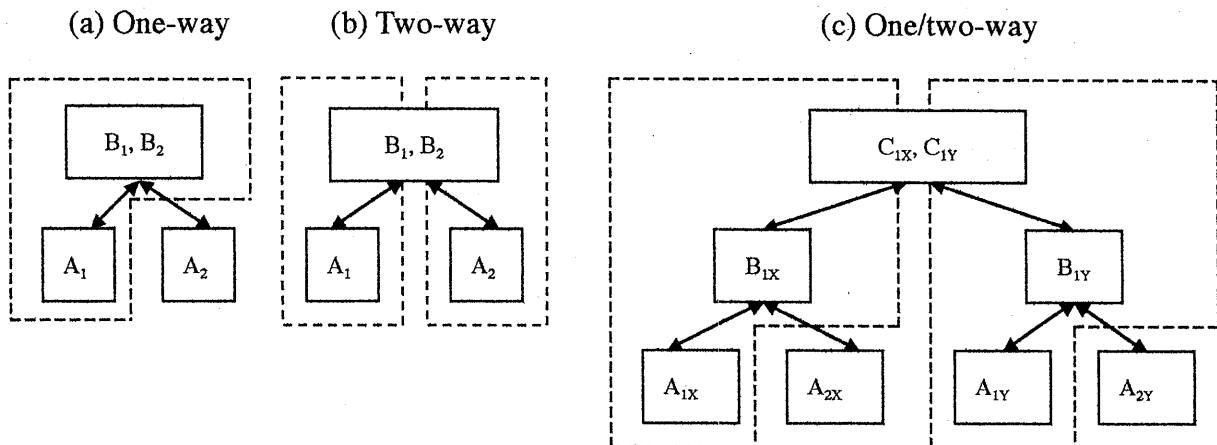 (a) One-way
(b) Two-way
(c) One/two-way
B₁, B₂
A₁
A₂
B₁, B₂
A₁
A₂
C₁X, C₁Y
B₁X
B₁Y
A₁X
A₂X
A₁Y
A₂Y